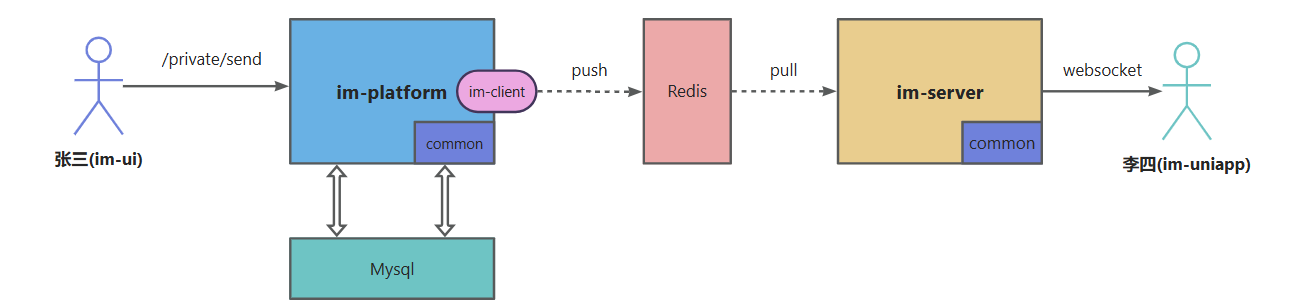 /private/send
张三(im-ui)
im-platform
im-client
common
push
Redis
pull
im-server
common
websocket
李四(im-uniapp)
Mysql